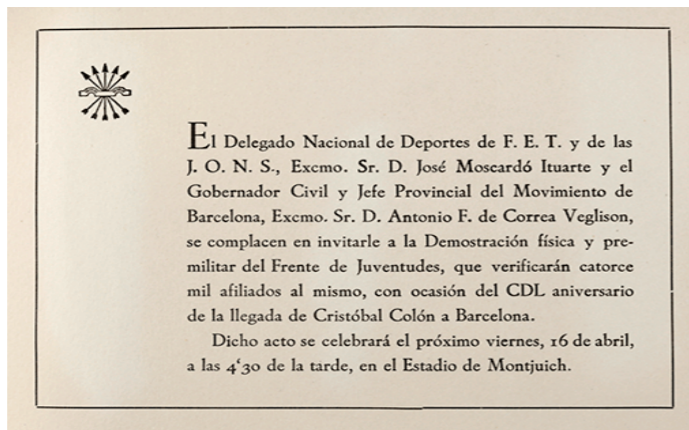 El Delegado Nacional de Deportes de F. E. T. y de las
J. O. N. S., Excmo. Sr. D. José Moscardó Ituarte y el
Gobernador Civil y Jefe Provincial del Movimiento de
Barcelona, Excmo. Sr. D. Antonio F. de Correa Veglison,
se complacen en invitarle a la Demostración física y pre-
militar del Frente de Juventudes, que verificarán catorce
mil afiliados al mismo, con ocasión del CDL aniversario
de la llegada de Cristóbal Colón a Barcelona.
Dicho acto se celebrará el próximo viernes, 16 de abril,
a las 4‘30 de la tarde, en el Estadio de Montjuich.